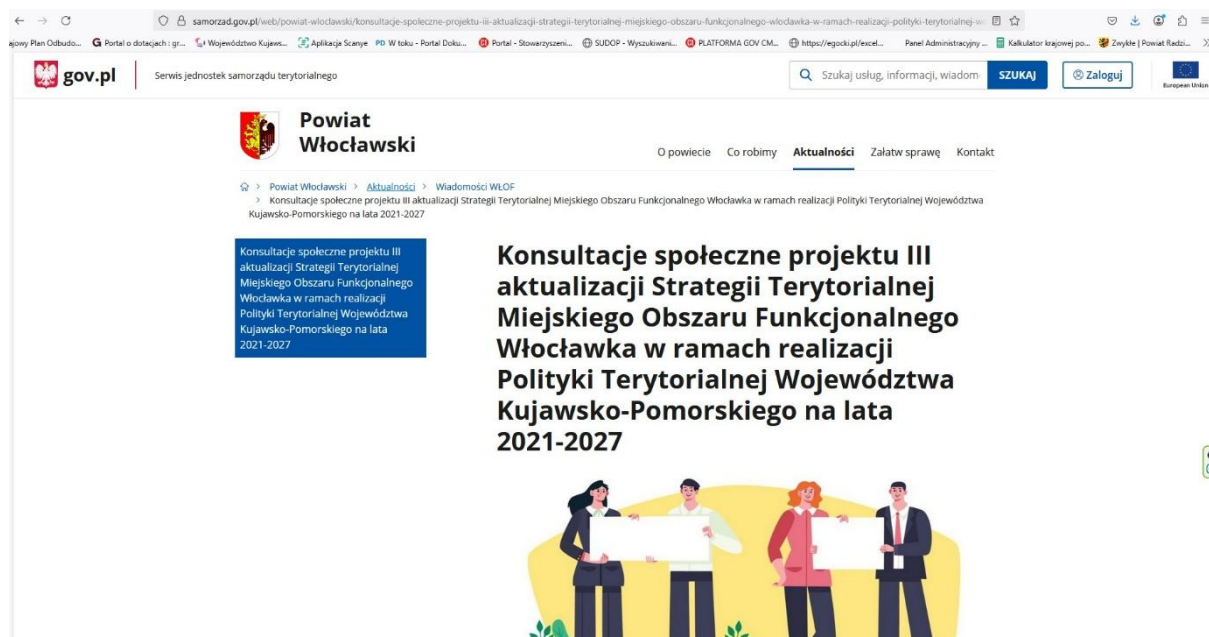 samorzad.gov.pl/web/powiat-wloclawski/konsultacje-spoleczne-projektu-iii-aktualizacji-strategii-terytorialnej-miejskiego-obszaru-funkcjonalnego-wloclawka-w-ramach-realizacji-polityki-terytorialnej-wo
ajowy Plan Odbudo... Portal o dotacjach : gr... Województwo Kujaws... Aplikacja Scanye PD W toku - Portal Doku... Portal - Stowarzyszeni... SUDOP - Wyszukiwani... PLATFORMA GOV CM... https://egocki.pl/excel... Panel Administracyjny ... Kalkulator krajowej po... Zwykłe | Powiat Radzi...
gov.pl
Serwis jednostek samorządu terytorialnego
Szukaj usług, informacji, wiadom
SZUKAJ
Zaloguj
European Union
Powiat
Włocławski
O powiecie Co robimy Aktualności Załatw sprawę Kontakt
> Powiat Włocławski > Aktualności > Wiadomości WŁOF
> Konsultacje społeczne projektu III aktualizacji Strategii Terytorialnej Miejskiego Obszaru Funkcjonalnego Włocławka w ramach realizacji Polityki Terytorialnej Województwa
Kujawsko-Pomorskiego na lata 2021-2027
Konsultacje społeczne projektu III
aktualizacji Strategii Terytorialnej
Miejskiego Obszaru Funkcjonalnego
Włocławka w ramach realizacji
Polityki Terytorialnej Województwa
Kujawsko-Pomorskiego na lata
2021-2027
Konsultacje społeczne projektu III
aktualizacji Strategii Terytorialnej
Miejskiego Obszaru Funkcjonalnego
Włocławka w ramach realizacji
Polityki Terytorialnej Województwa
Kujawsko-Pomorskiego na lata
2021-2027